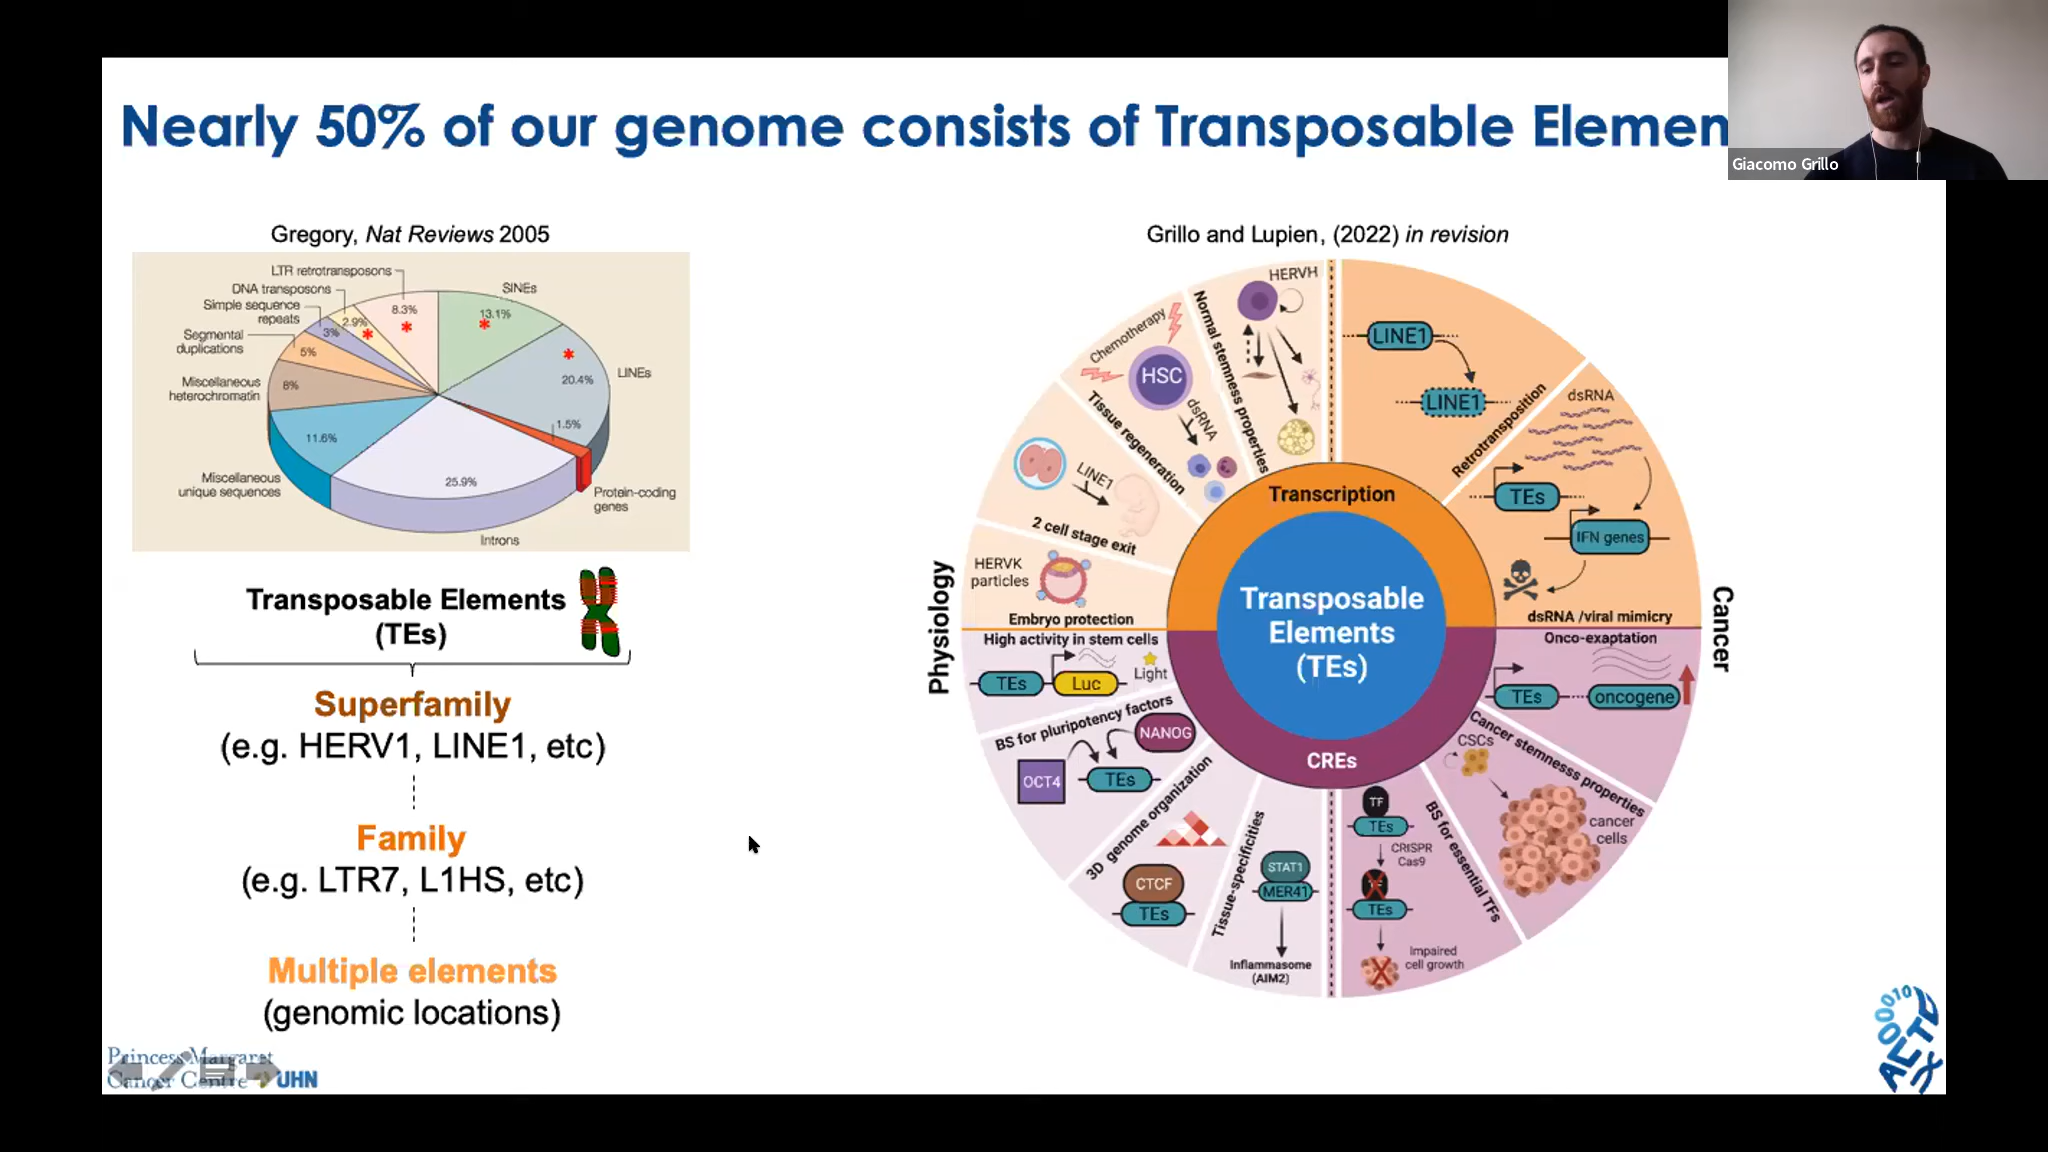 Nearly 50% of our genome consists of Transposable Elemen
Giacomo Grillo
Gregory, Nat Reviews 2005
LTR retrotransposons
DNA transposons
Simple sequence
repeats
Segmental
duplications
Miscellaneous
heterochromatin
Miscellaneous
unique sequences
SINEs
LINEs
Protein-coding
genes
Introns
8.3%
13.1%
2.9%
3%
5%
8%
11.6%
25.9%
1.5%
20.4%
Transposable Elements
(TEs)
Superfamily
(e.g. HERV1, LINE1, etc)
Family
(e.g. LTR7, L1HS, etc)
Multiple elements
(genomic locations)
Princess Margaret
Cancer Centre UHN
Grillo and Lupien, (2022) in revision
Physiology
Cancer
Transposable
Elements
(TEs)
Transcription
CREs
HERVH
Normal stemness properties
Chemotherapy
HSC
dsRNA
Tissue regeneration
LINE1
2 cell stage exit
HERVK
particles
Embryo protection
LINE1
LINE1
Retrotransposition
dsRNA
TEs
IFN genes
dsRNA /viral mimicry
High activity in stem cells
TEs
Luc
Light
BS for pluripotency factors
NANOG
OCT4
TEs
3D genome organization
CTCF
TEs
Tissue-specificities
STAT1
MER41
Inflammasome
(AIM2)
Onco-exaptation
TEs
oncogene
Cancer stemnesss properties
CSCs
cancer
cells
BS for essential TFs
TF
TEs
CRISPR
Cas9
TEs
Impaired
cell growth